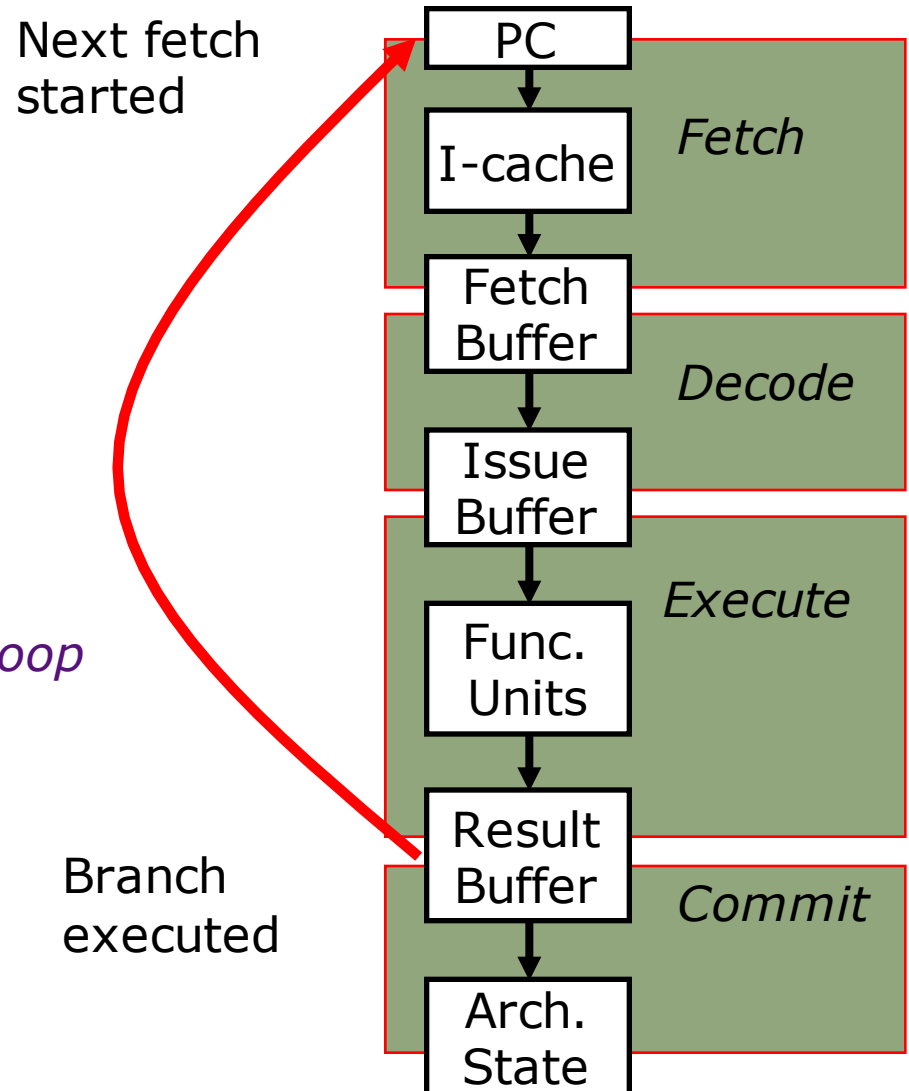 Next fetch
started
PC
Fetch
I-cache
Fetch
Buffer
Decode
Issue
Buffer
Execute
Func.
Units
oop
Result
Buffer
Branch
executed
Commit
Arch.
State